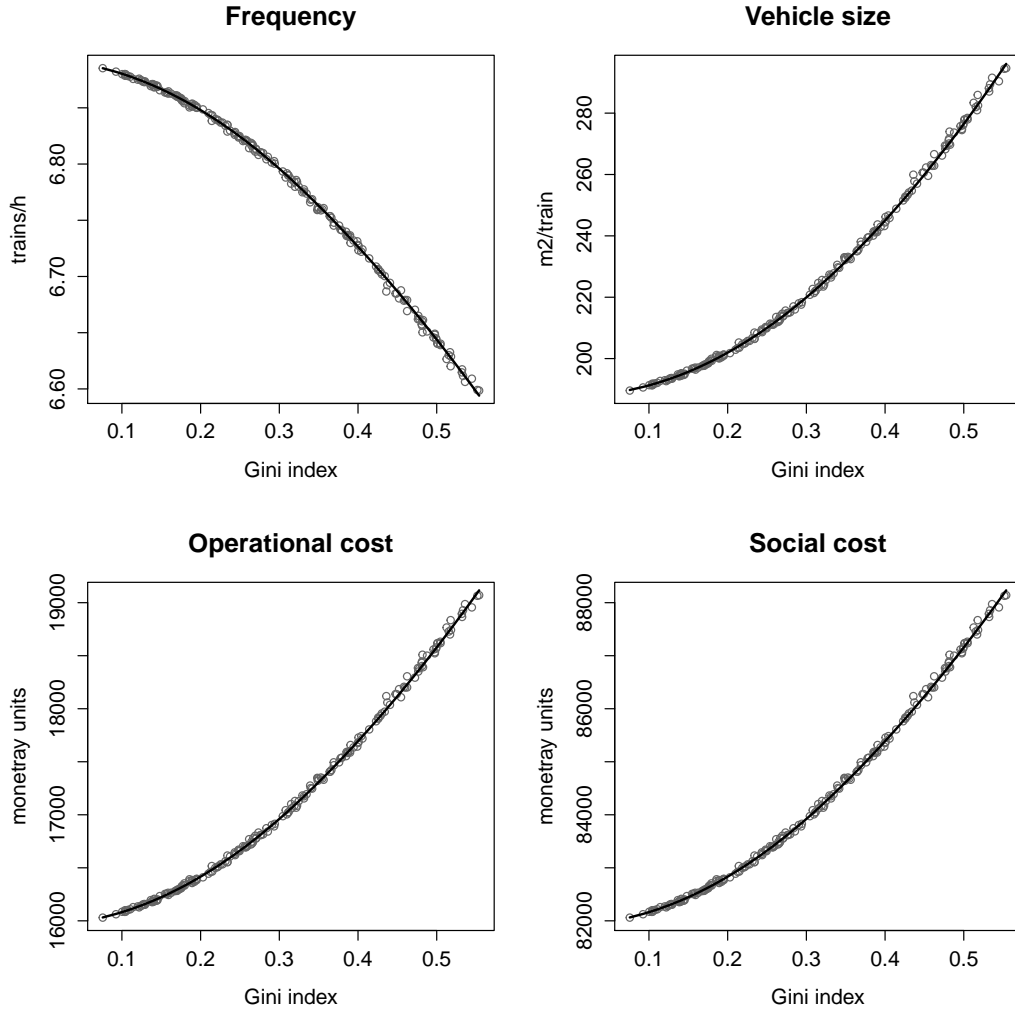 Frequency
trains/h
6.80
6.70
6.60
0.1 0.2 0.3 0.4 0.5
Gini index
Vehicle size
m2/train
280
260
240
220
200
0.1 0.2 0.3 0.4 0.5
Gini index
Operational cost
monetray units
19000
18000
17000
16000
0.1 0.2 0.3 0.4 0.5
Gini index
Social cost
monetray units
88000
86000
84000
82000
0.1 0.2 0.3 0.4 0.5
Gini index